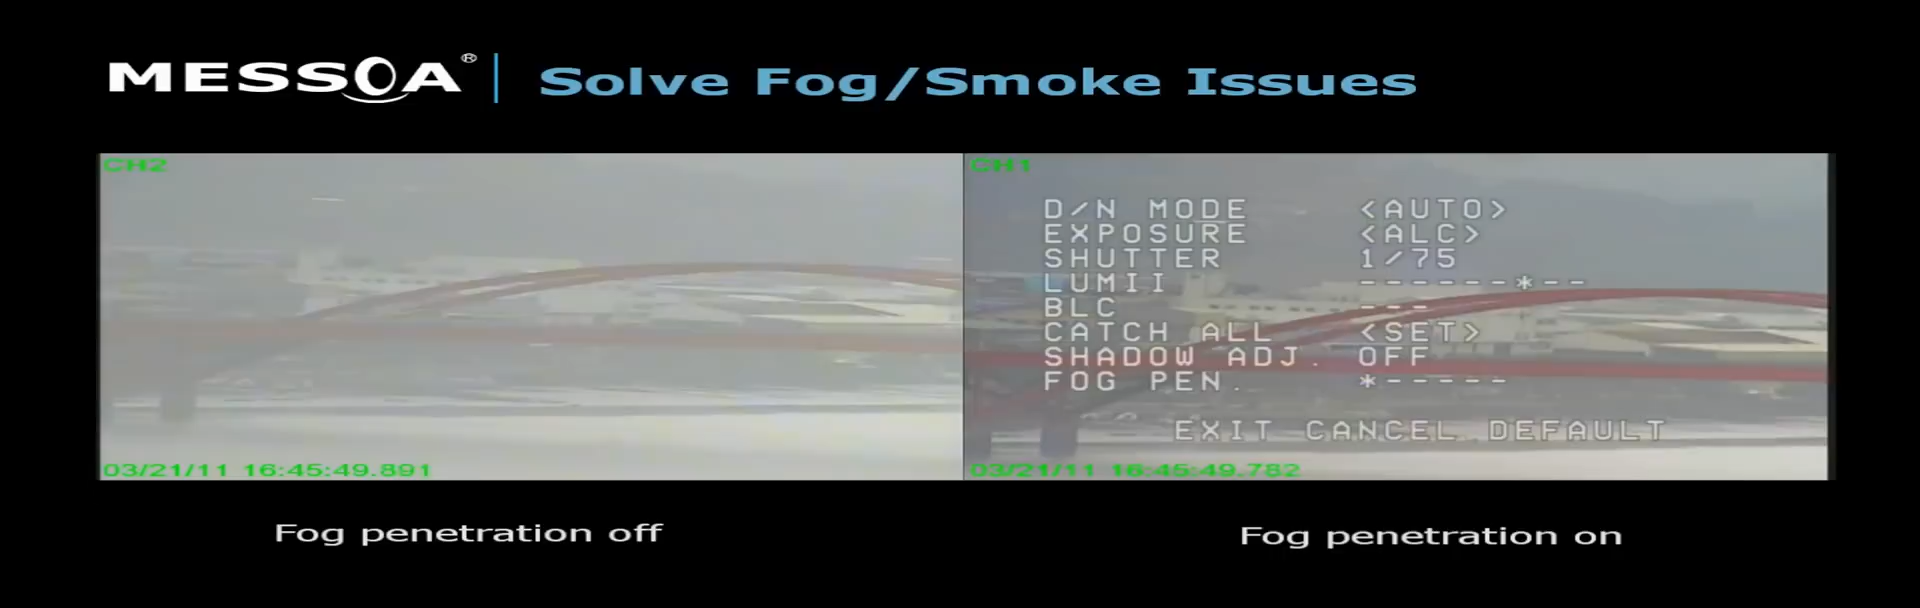 MESSOA® | Solve Fog/Smoke Issues
CH2
03/21/11 16:45:49.891
CH1
D/N MODE <AUTO>
EXPOSURE <ALC>
SHUTTER 1/75
LUMII ------*--
BLC ---
CATCH ALL <SET>
SHADOW ADJ. OFF
FOG PEN. *-----
EXIT CANCEL DEFAULT
03/21/11 16:45:49.782
Fog penetration off
Fog penetration on